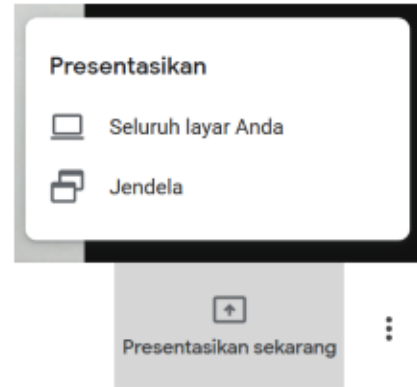 Presentasikan
Seluruh layar Anda
Jendela
Presentasikan sekarang